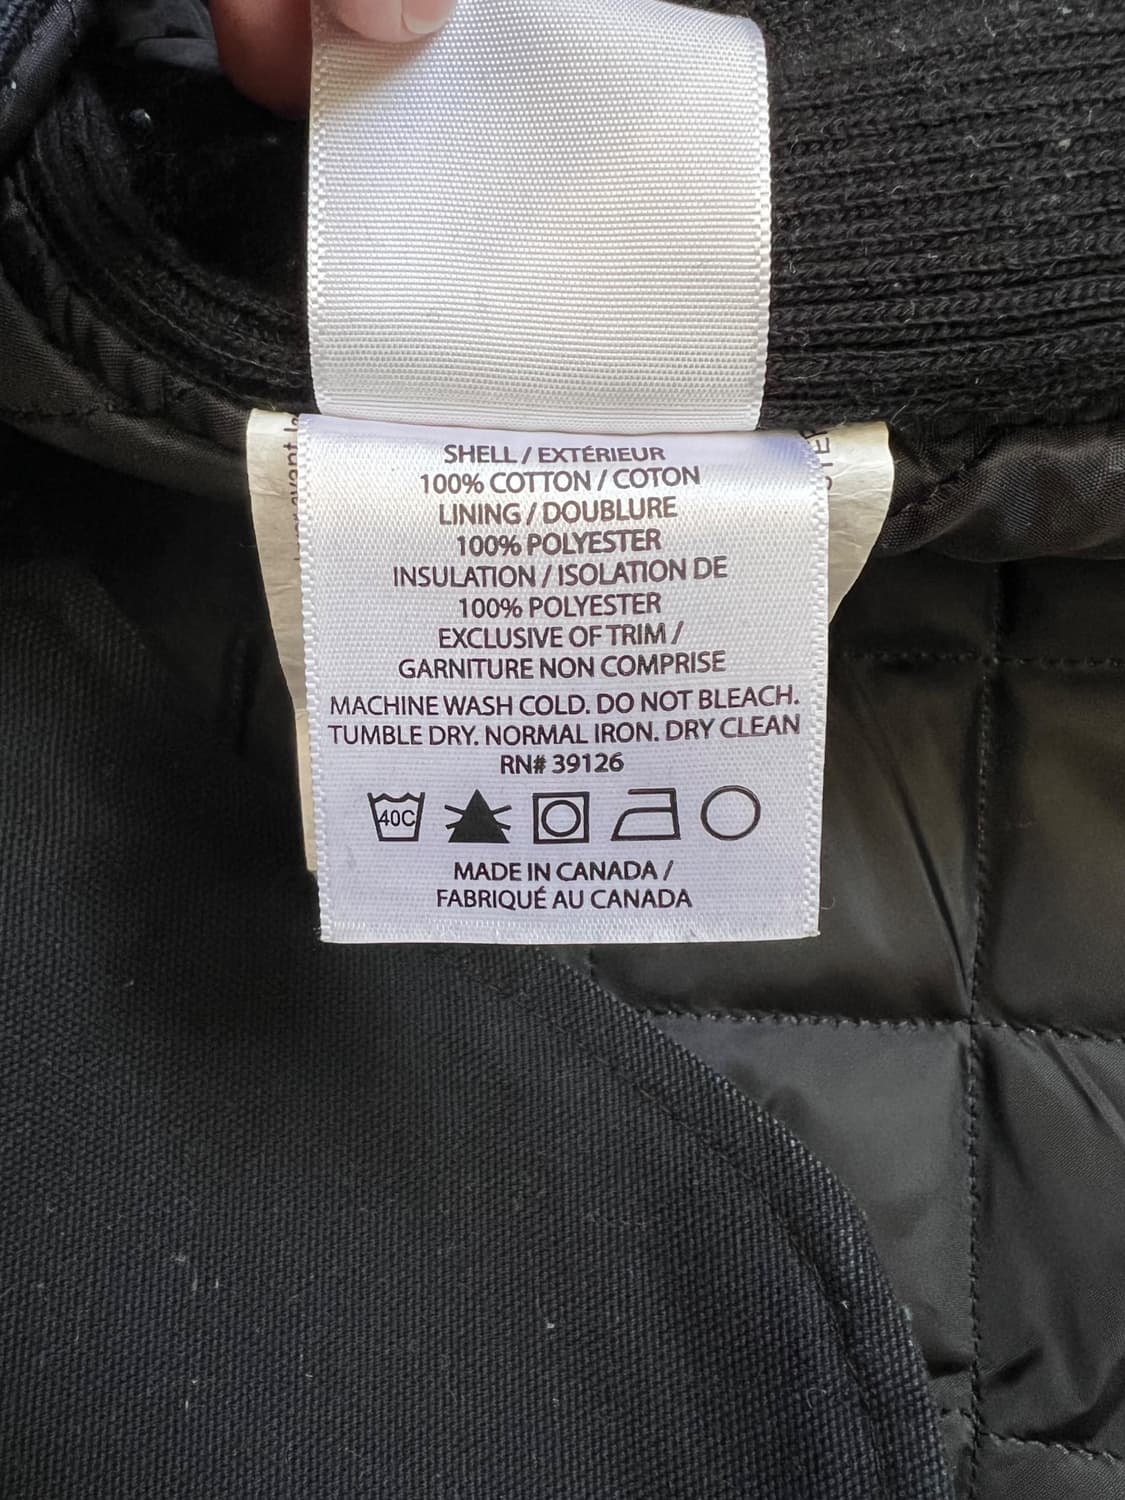 SHELL / EXTÉRIEUR
100% COTTON / COTON
LINING / DOUBLURE
100% POLYESTER
INSULATION / ISOLATION DE
100% POLYESTER
EXCLUSIVE OF TRIM /
GARNITURE NON COMPRISE
MACHINE WASH COLD. DO NOT BLEACH.
TUMBLE DRY. NORMAL IRON. DRY CLEAN
RN# 39126
40C
MADE IN CANADA /
FABRIQUÉ AU CANADA